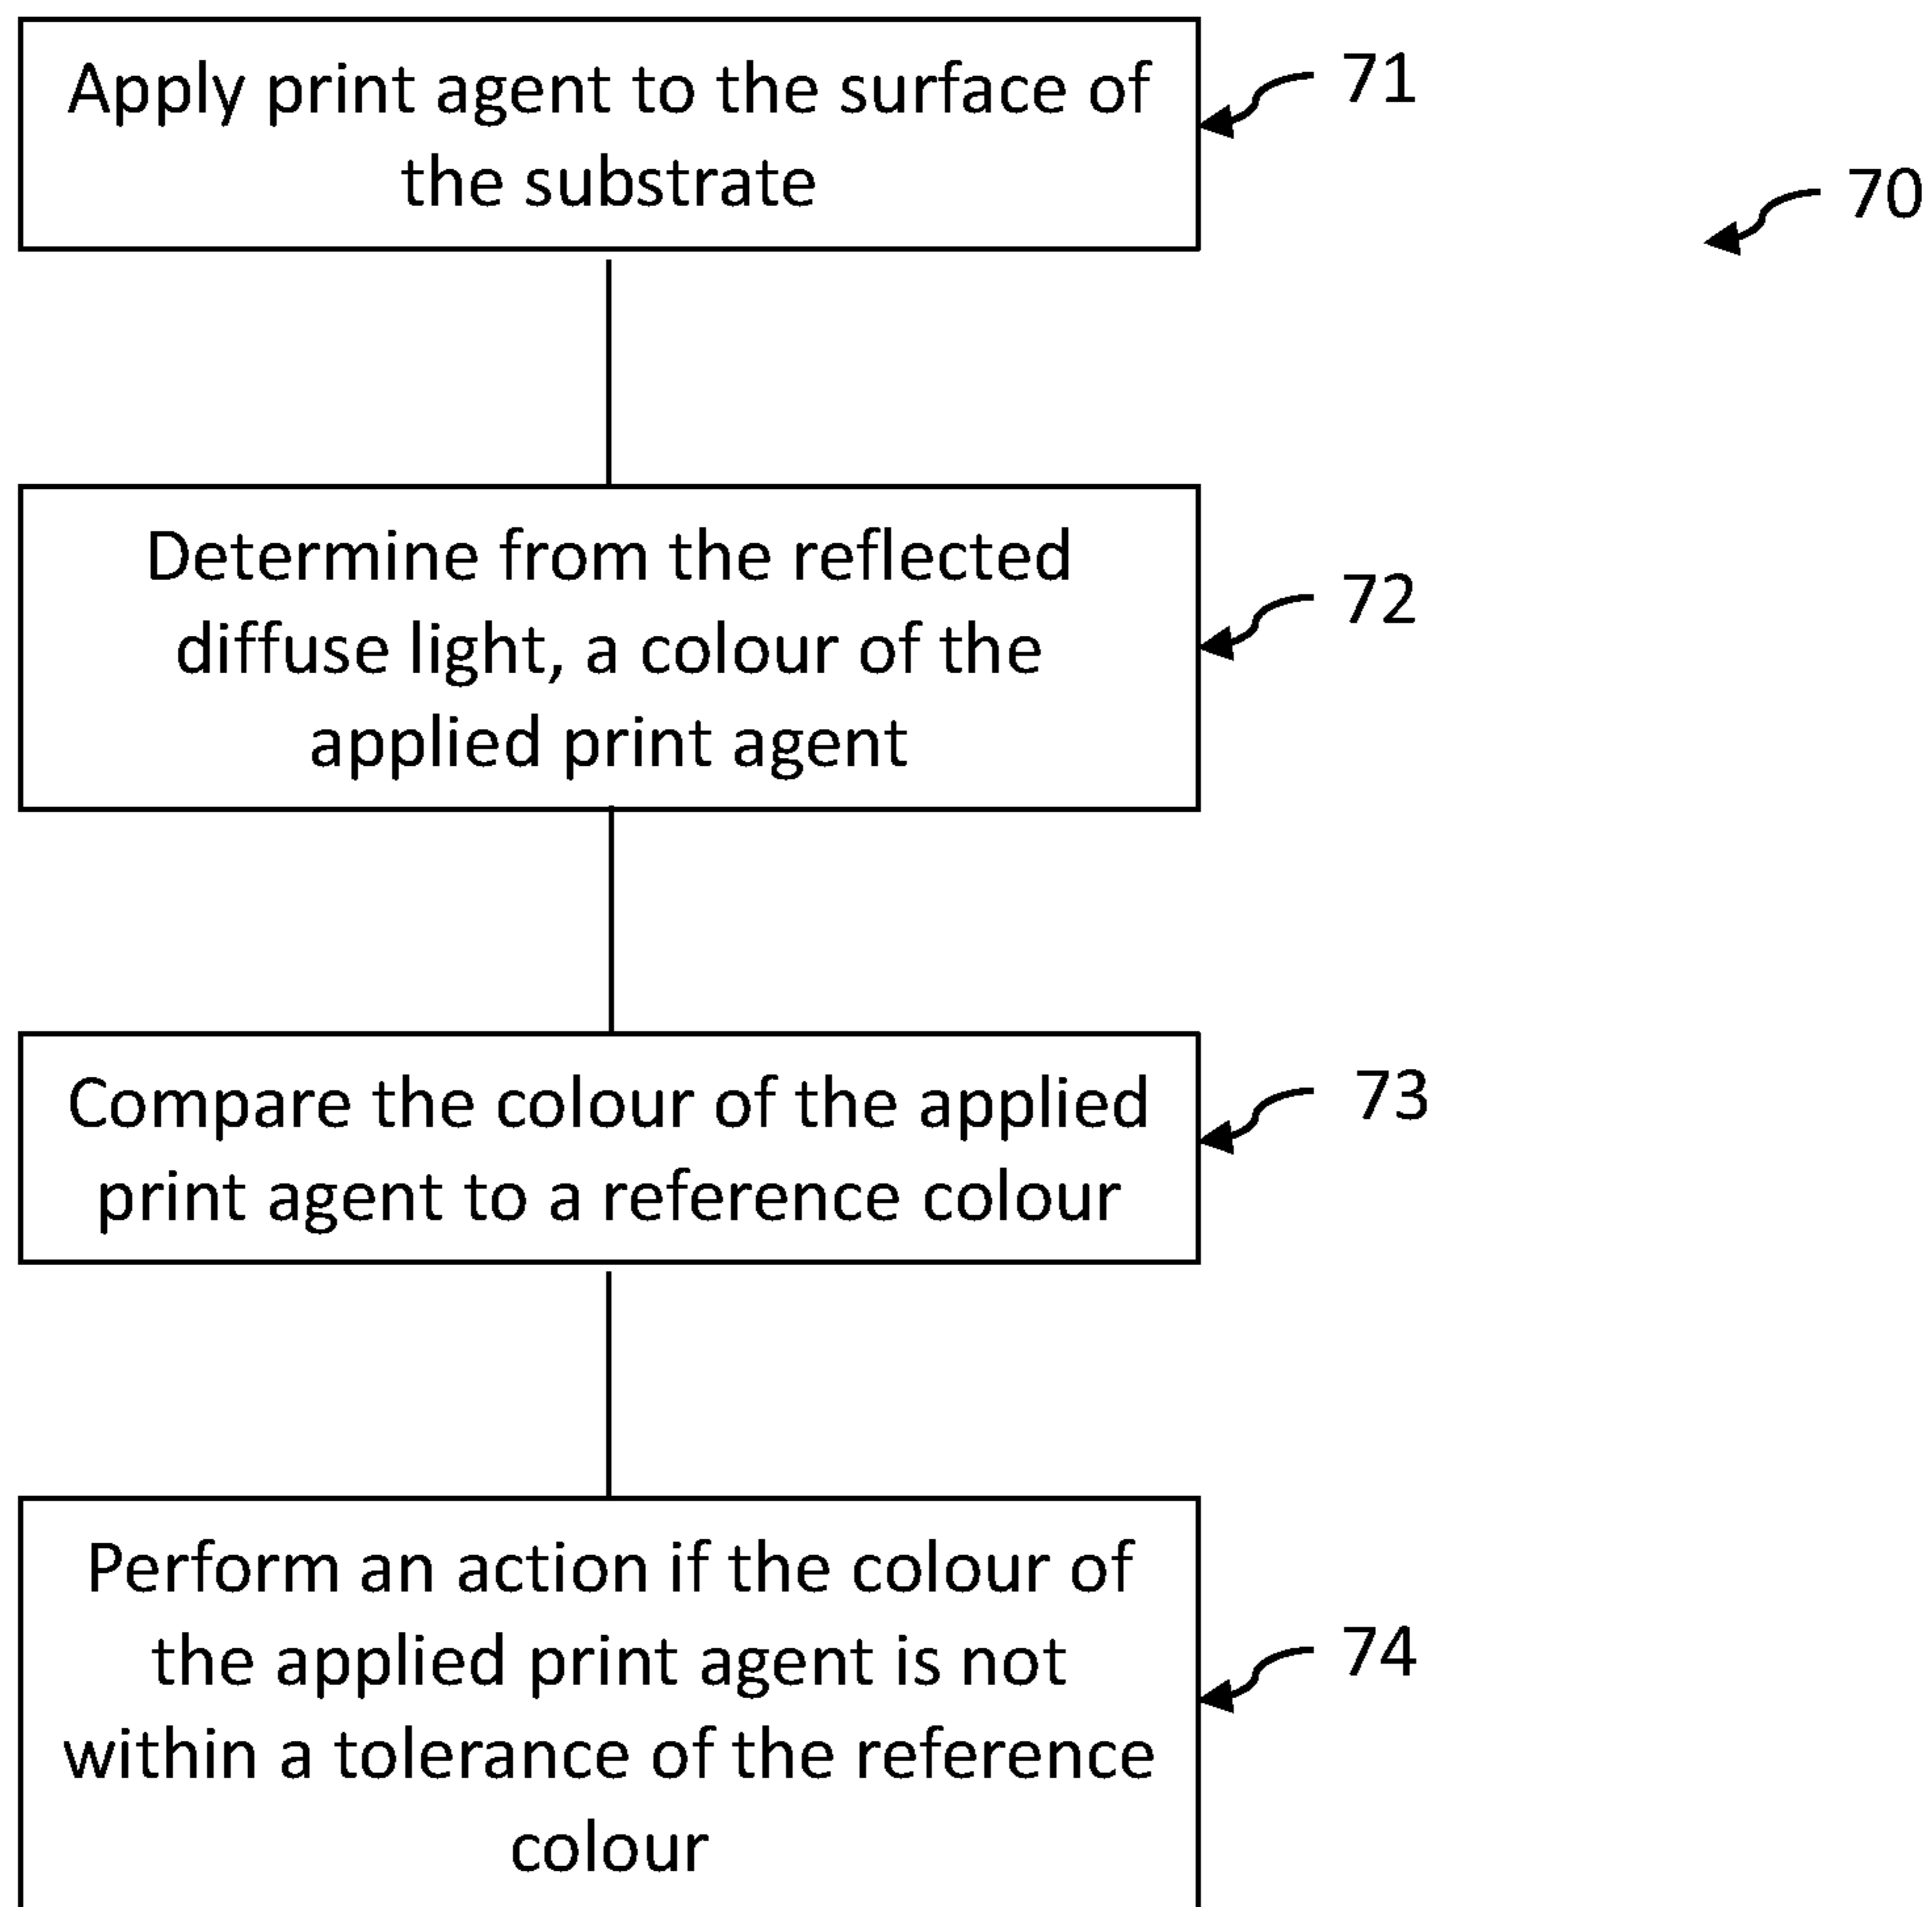 Apply print agent to the surface of
the substrate
71
70
Determine from the reflected
diffuse light, a colour of the
applied print agent
72
Compare the colour of the applied
print agent to a reference colour
73
Perform an action if the colour of
the applied print agent is not
within a tolerance of the reference
colour
74